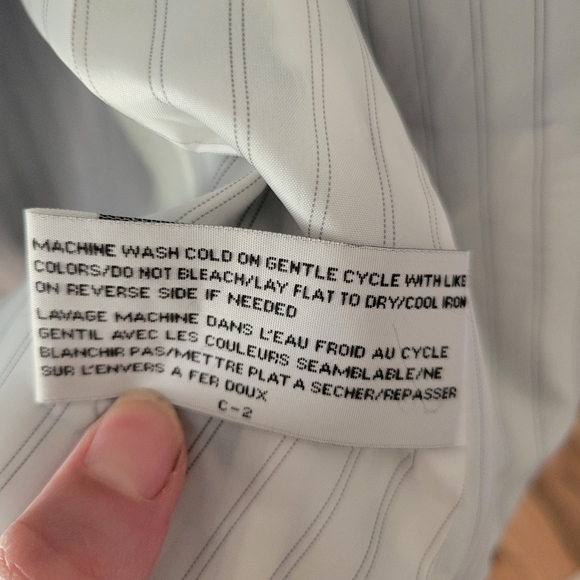 MACHINE WASH COLD ON GENTLE CYCLE WITH LIKE
COLORS/DO NOT BLEACH/LAY FLAT TO DRY/COOL IRON
ON REVERSE SIDE IF NEEDED
LAVAGE MACHINE DANS L'EAU FROID AU CYCLE
GENTIL AVEC LES COULEURS SEAMBLABLE/NE
BLANCHIR PAS/METTRE PLAT A SECHER/REPASSER
SUR L'ENVERS A FER DOUX
C-2